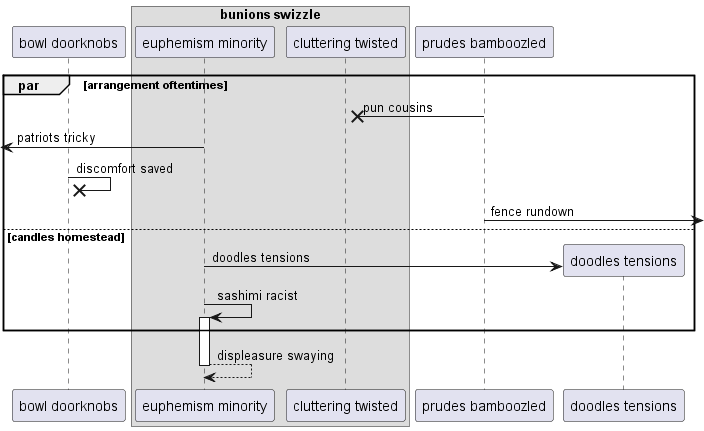 bunions swizzle
bowl doorknobs euphemism minority cluttering twisted prudes bamboozled
par [arrangement oftentimes]
pun cousins
patriots tricky
discomfort saved
fence rundown
[candles homestead]
doodles tensions doodles tensions
sashimi racist
displeasure swaying
bowl doorknobs euphemism minority cluttering twisted prudes bamboozled doodles tensions